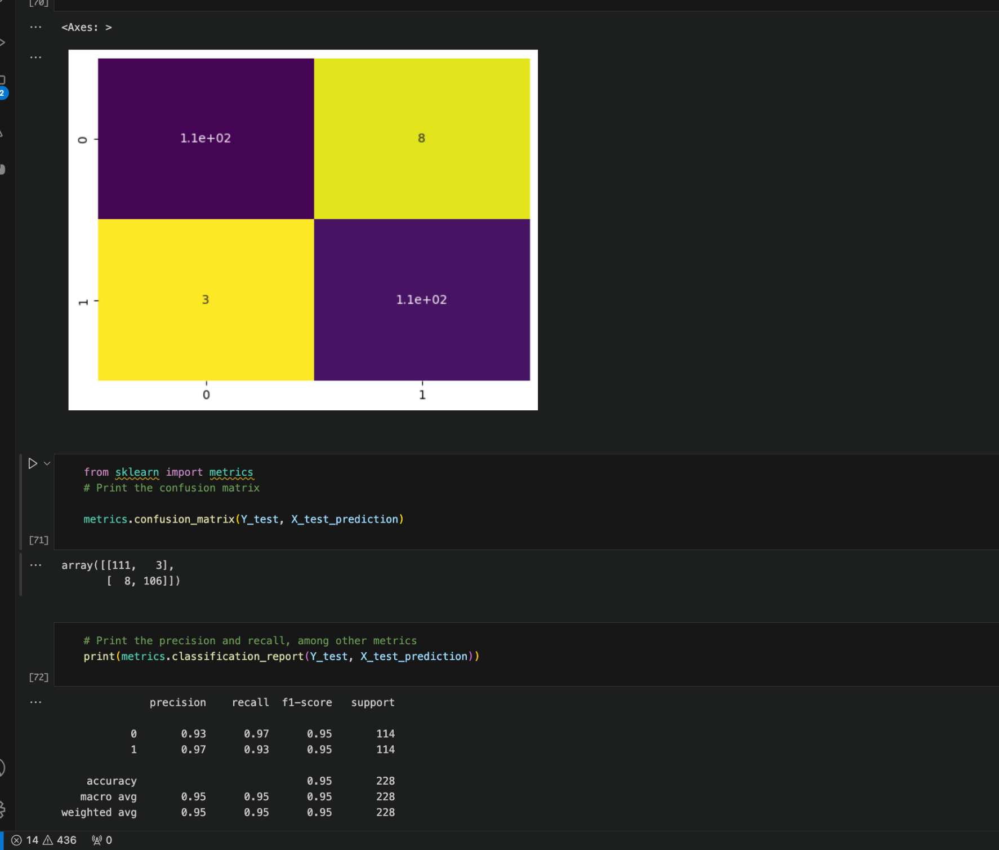 [70]
... <Axes: >
...
2
0 1.1e+02 8
1 3 1.1e+02
0 1
from sklearn import metrics
# Print the confusion matrix
metrics.confusion_matrix(Y_test, X_test_prediction)
[71]
... array([[111,   3],
       [  8, 106]])
# Print the precision and recall, among other metrics
print(metrics.classification_report(Y_test, X_test_prediction))
[72]
... precision    recall  f1-score   support
0       0.93      0.97      0.95       114
1       0.97      0.93      0.95       114
accuracy                           0.95       228
macro avg       0.95      0.95      0.95       228
weighted avg       0.95      0.95      0.95       228
14 436 0